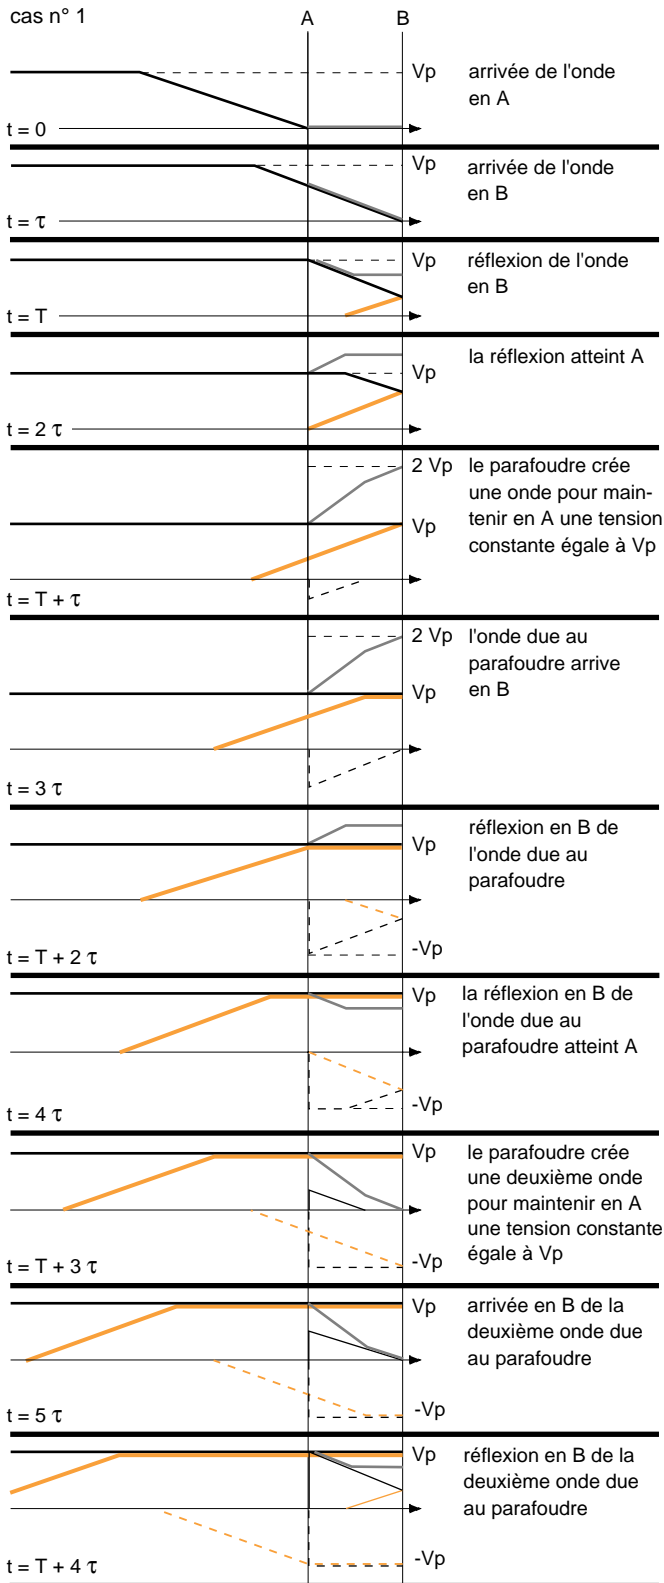 cas n° 1
A B
Vp
arrivée de l'onde
en A
t = 0
Vp
arrivée de l'onde
en B
t = τ
Vp
réflexion de l'onde
en B
t = T
la réflexion atteint A
Vp
t = 2 τ
2 Vp
le parafoudre crée
une onde pour main-
tenir en A une tension
constante égale à Vp
Vp
t = T + τ
2 Vp
l'onde due au
parafoudre arrive
en B
Vp
t = 3 τ
réflexion en B de
l'onde due au
parafoudre
Vp
-Vp
t = T + 2 τ
Vp
la réflexion en B de
l'onde due au
parafoudre atteint A
-Vp
t = 4 τ
Vp
le parafoudre crée
une deuxième onde
pour maintenir en A
une tension constante
égale à Vp
-Vp
t = T + 3 τ
Vp
arrivée en B de la
deuxième onde due
au parafoudre
-Vp
t = 5 τ
Vp
réflexion en B de la
deuxième onde due
au parafoudre
-Vp
t = T + 4 τ